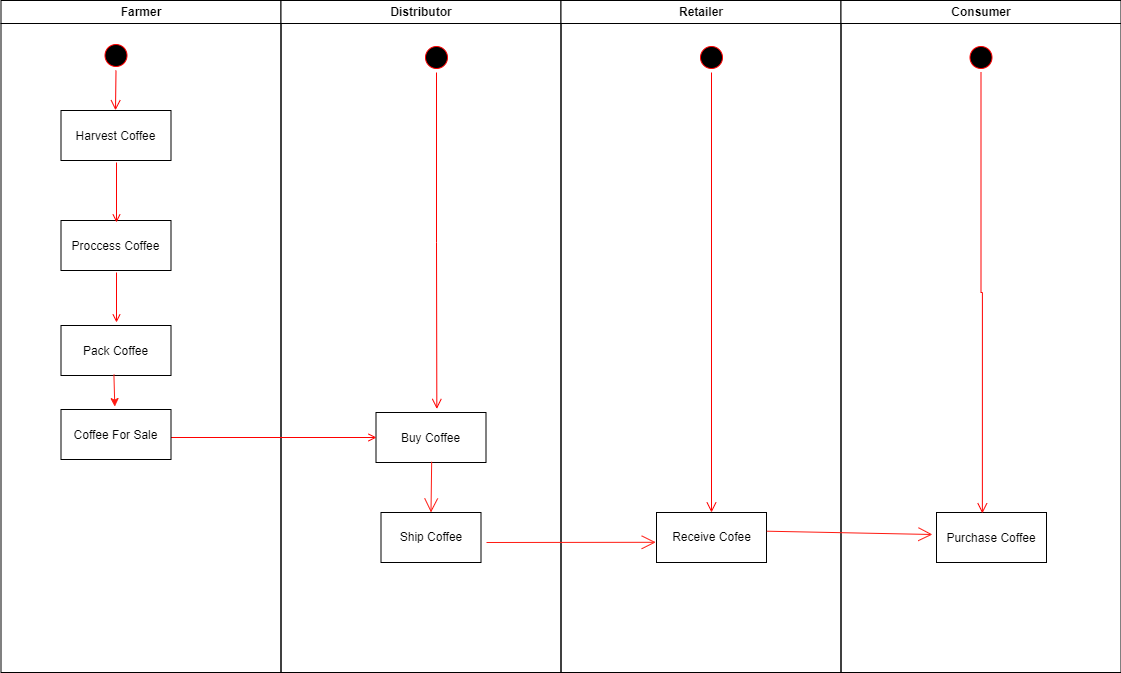 Farmer
Distributor
Retailer
Consumer
Harvest Coffee
Proccess Coffee
Pack Coffee
Coffee For Sale
Buy Coffee
Ship Coffee
Receive Cofee
Purchase Coffee